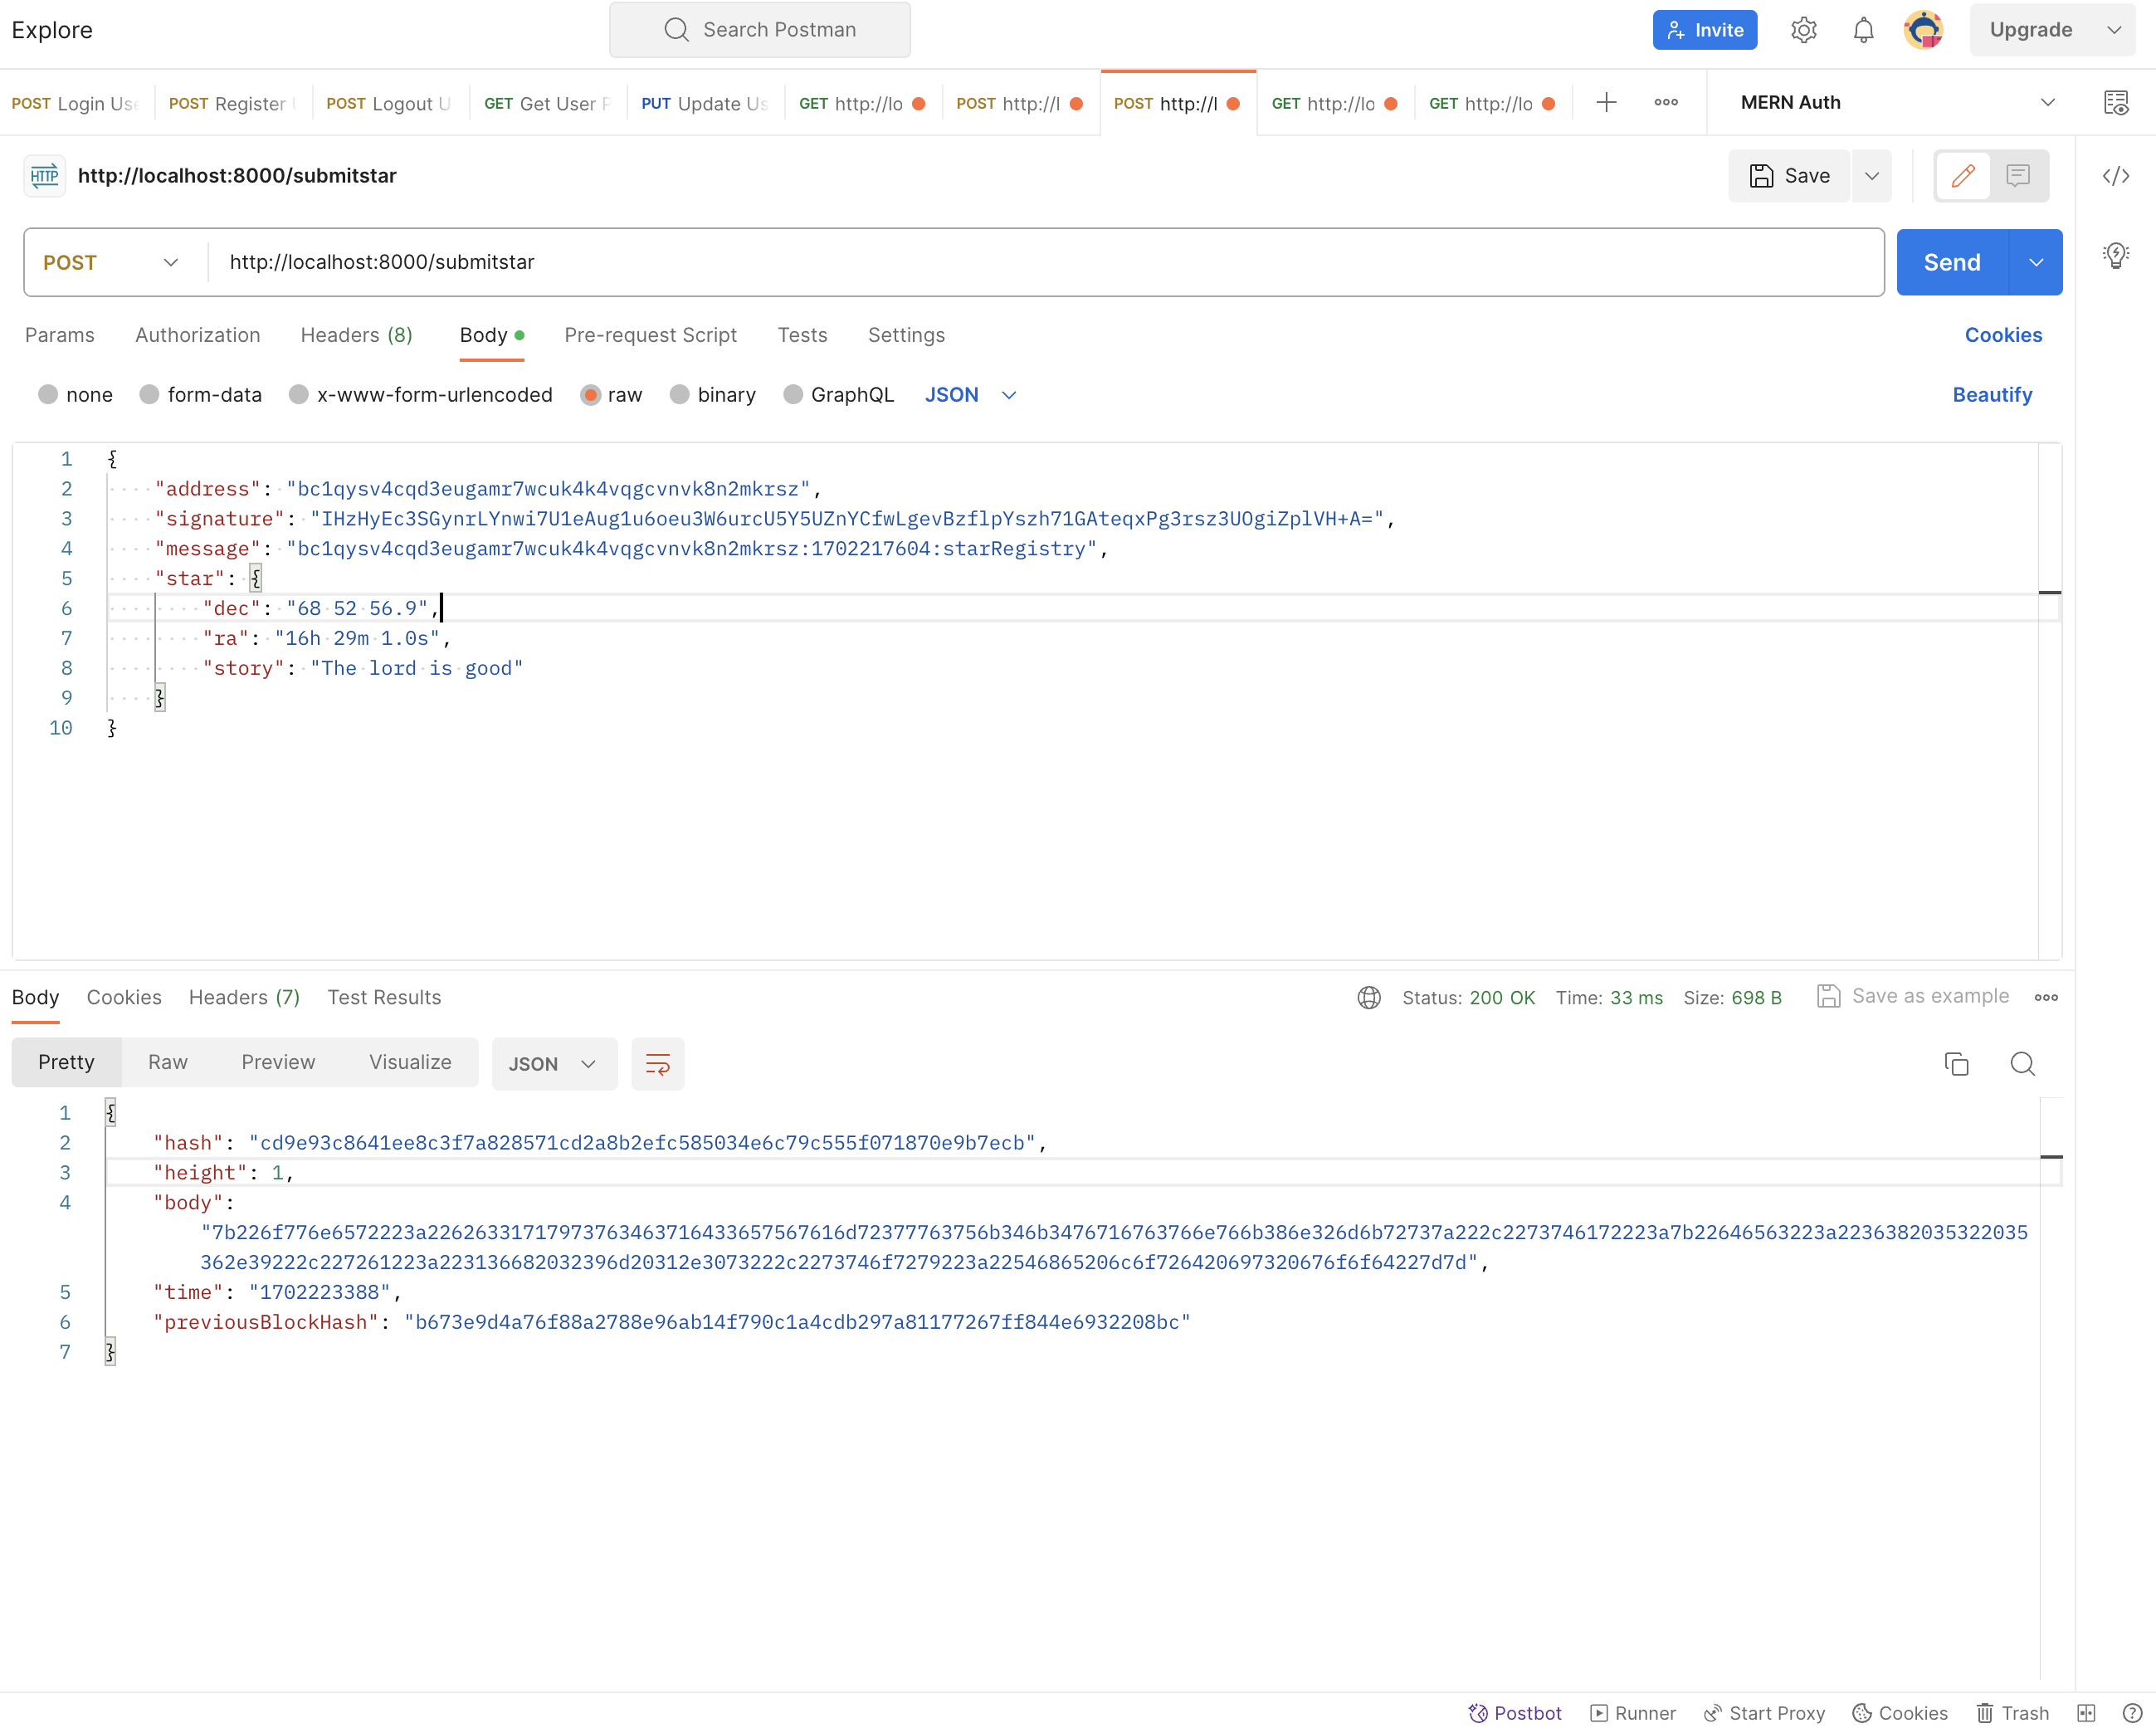 Explore
Search Postman
Invite
Upgrade
POST Login Use
POST Register
POST Logout U
GET Get User P
PUT Update Us
GET http://lo
POST http://l
POST http://l
GET http://lo
GET http://lo
MERN Auth
HTTP http://localhost:8000/submitstar
Save
POST http://localhost:8000/submitstar
Send
Params Authorization Headers (8) Body Pre-request Script Tests Settings Cookies
none form-data x-www-form-urlencoded raw binary GraphQL JSON Beautify
1 {
2 "address": "bc1qysv4cqd3eugamr7wcuk4k4vqgcvnvk8n2mkrsz",
3 "signature": "IHzHyEc3SGynrLYnwi7U1eAug1u6oeu3W6urcU5Y5UZnYCfwLgevBzflpYszh71GAteqxPg3rsz3UOgiZplVH+A=",
4 "message": "bc1qysv4cqd3eugamr7wcuk4k4vqgcvnvk8n2mkrsz:1702217604:starRegistry",
5 "star": {
6 "dec": "68 52 56.9",
7 "ra": "16h 29m 1.0s",
8 "story": "The lord is good"
9 }
10 }
Body Cookies Headers (7) Test Results Status: 200 OK Time: 33 ms Size: 698 B Save as example
Pretty Raw Preview Visualize JSON
1 {
2 "hash": "cd9e93c8641ee8c3f7a828571cd2a8b2efc585034e6c79c555f071870e9b7ecb",
3 "height": 1,
4 "body":
"7b226f776e6572223a22626331717973763463716433657567616d72377763756b346b3476716763766e766b386e326d6b72737a222c2273746172223a7b22646563223a2236382035322035
362e39222c227261223a223136682032396d20312e3073222c2273746f7279223a22546865206c6f726420697320676f6f64227d7d",
5 "time": "1702223388",
6 "previousBlockHash": "b673e9d4a76f88a2788e96ab14f790c1a4cdb297a81177267ff844e6932208bc"
7 }
Postbot Runner Start Proxy Cookies Trash